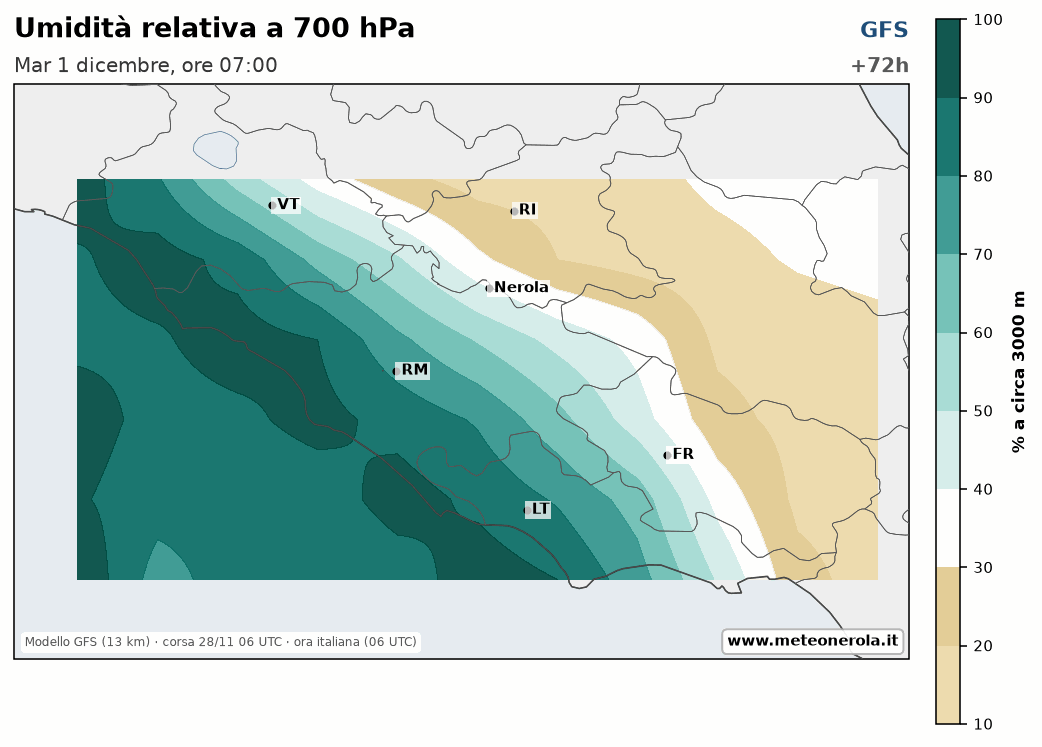 Umidità relativa a 700 hPa
GFS
Mar 1 dicembre, ore 07:00
+72h
VT
RI
Nerola
RM
FR
LT
Modello GFS (13 km) · corsa 28/11 06 UTC · ora italiana (06 UTC)
www.meteonerola.it
100
90
80
70
60
50
40
30
20
10
% a circa 3000 m